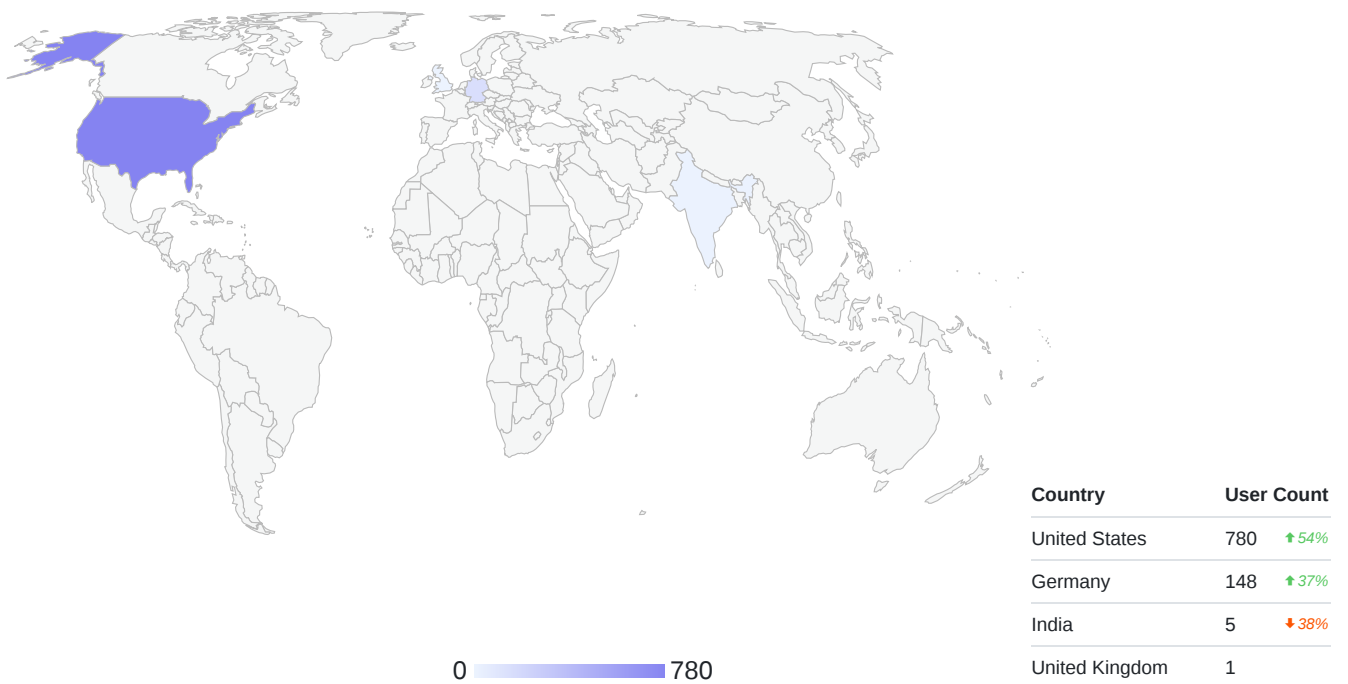 Country User Count
United States 780 54%
Germany 148 37%
India 5 38%
United Kingdom 1
0 780